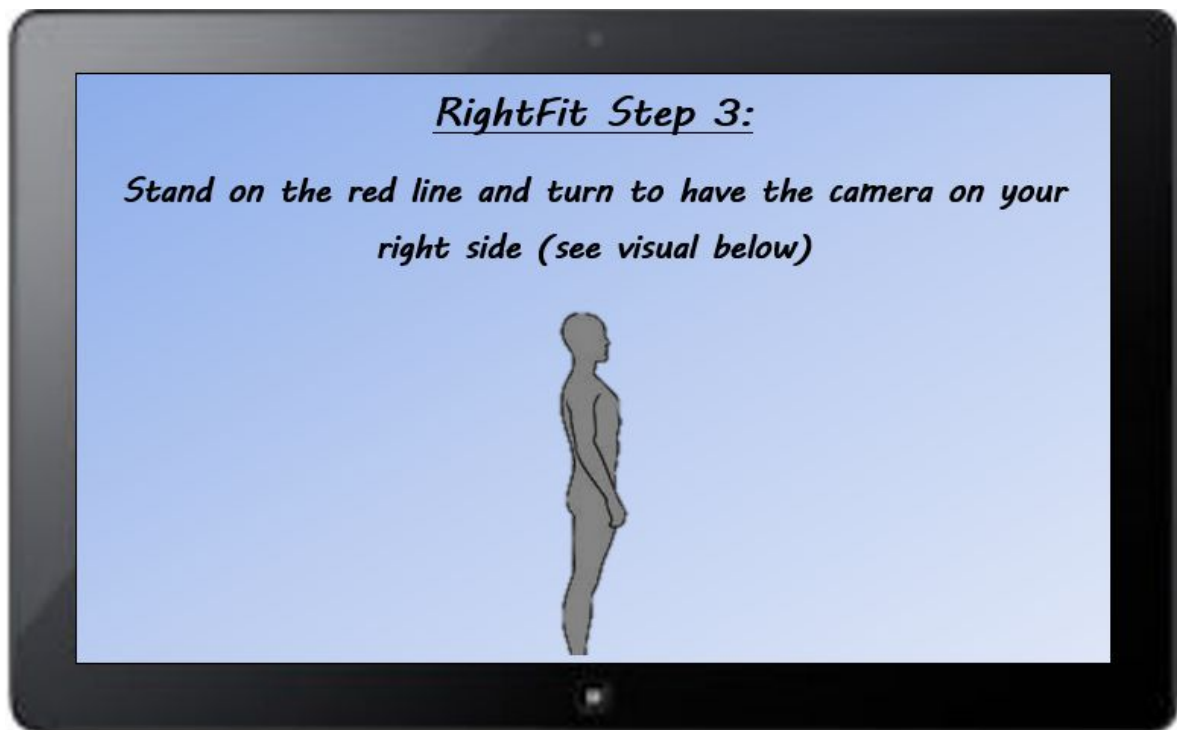 RightFit Step 3:
Stand on the red line and turn to have the camera on your
right side (see visual below)